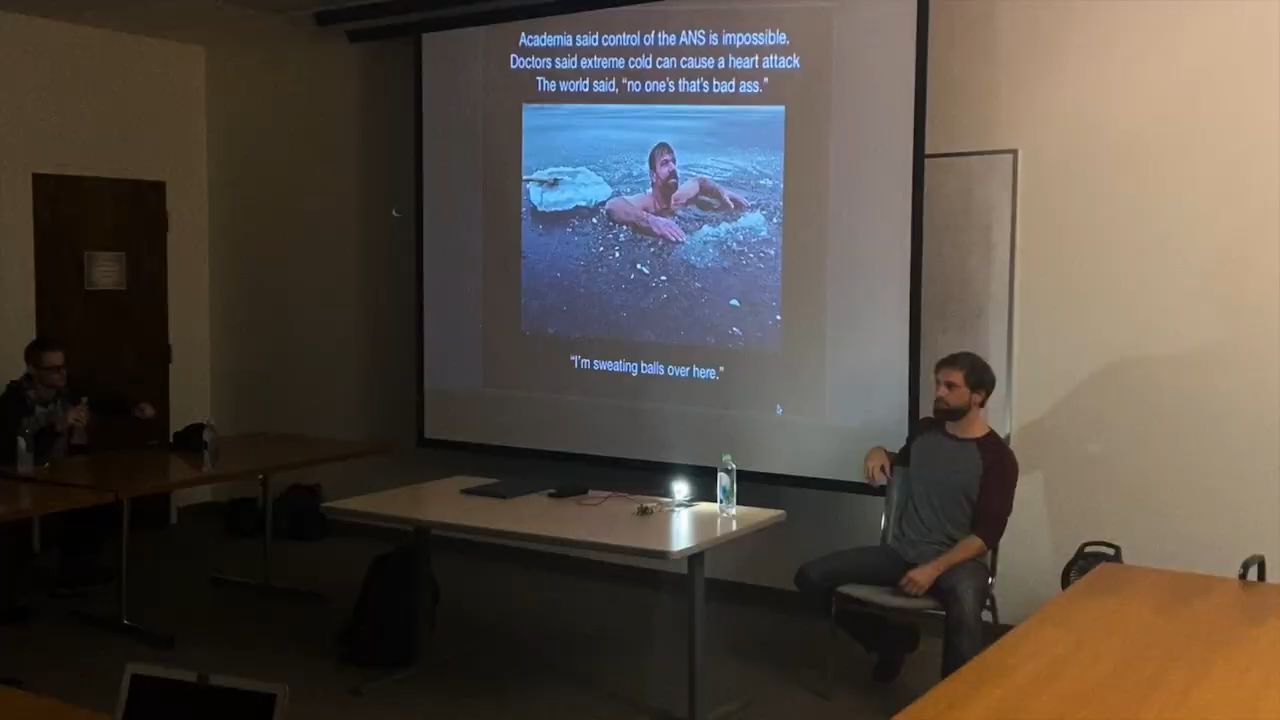 Academia said control of the ANS is impossible.
Doctors said extreme cold can cause a heart attack
The world said, “no one's that's bad ass.”
“I'm sweating balls over here.”